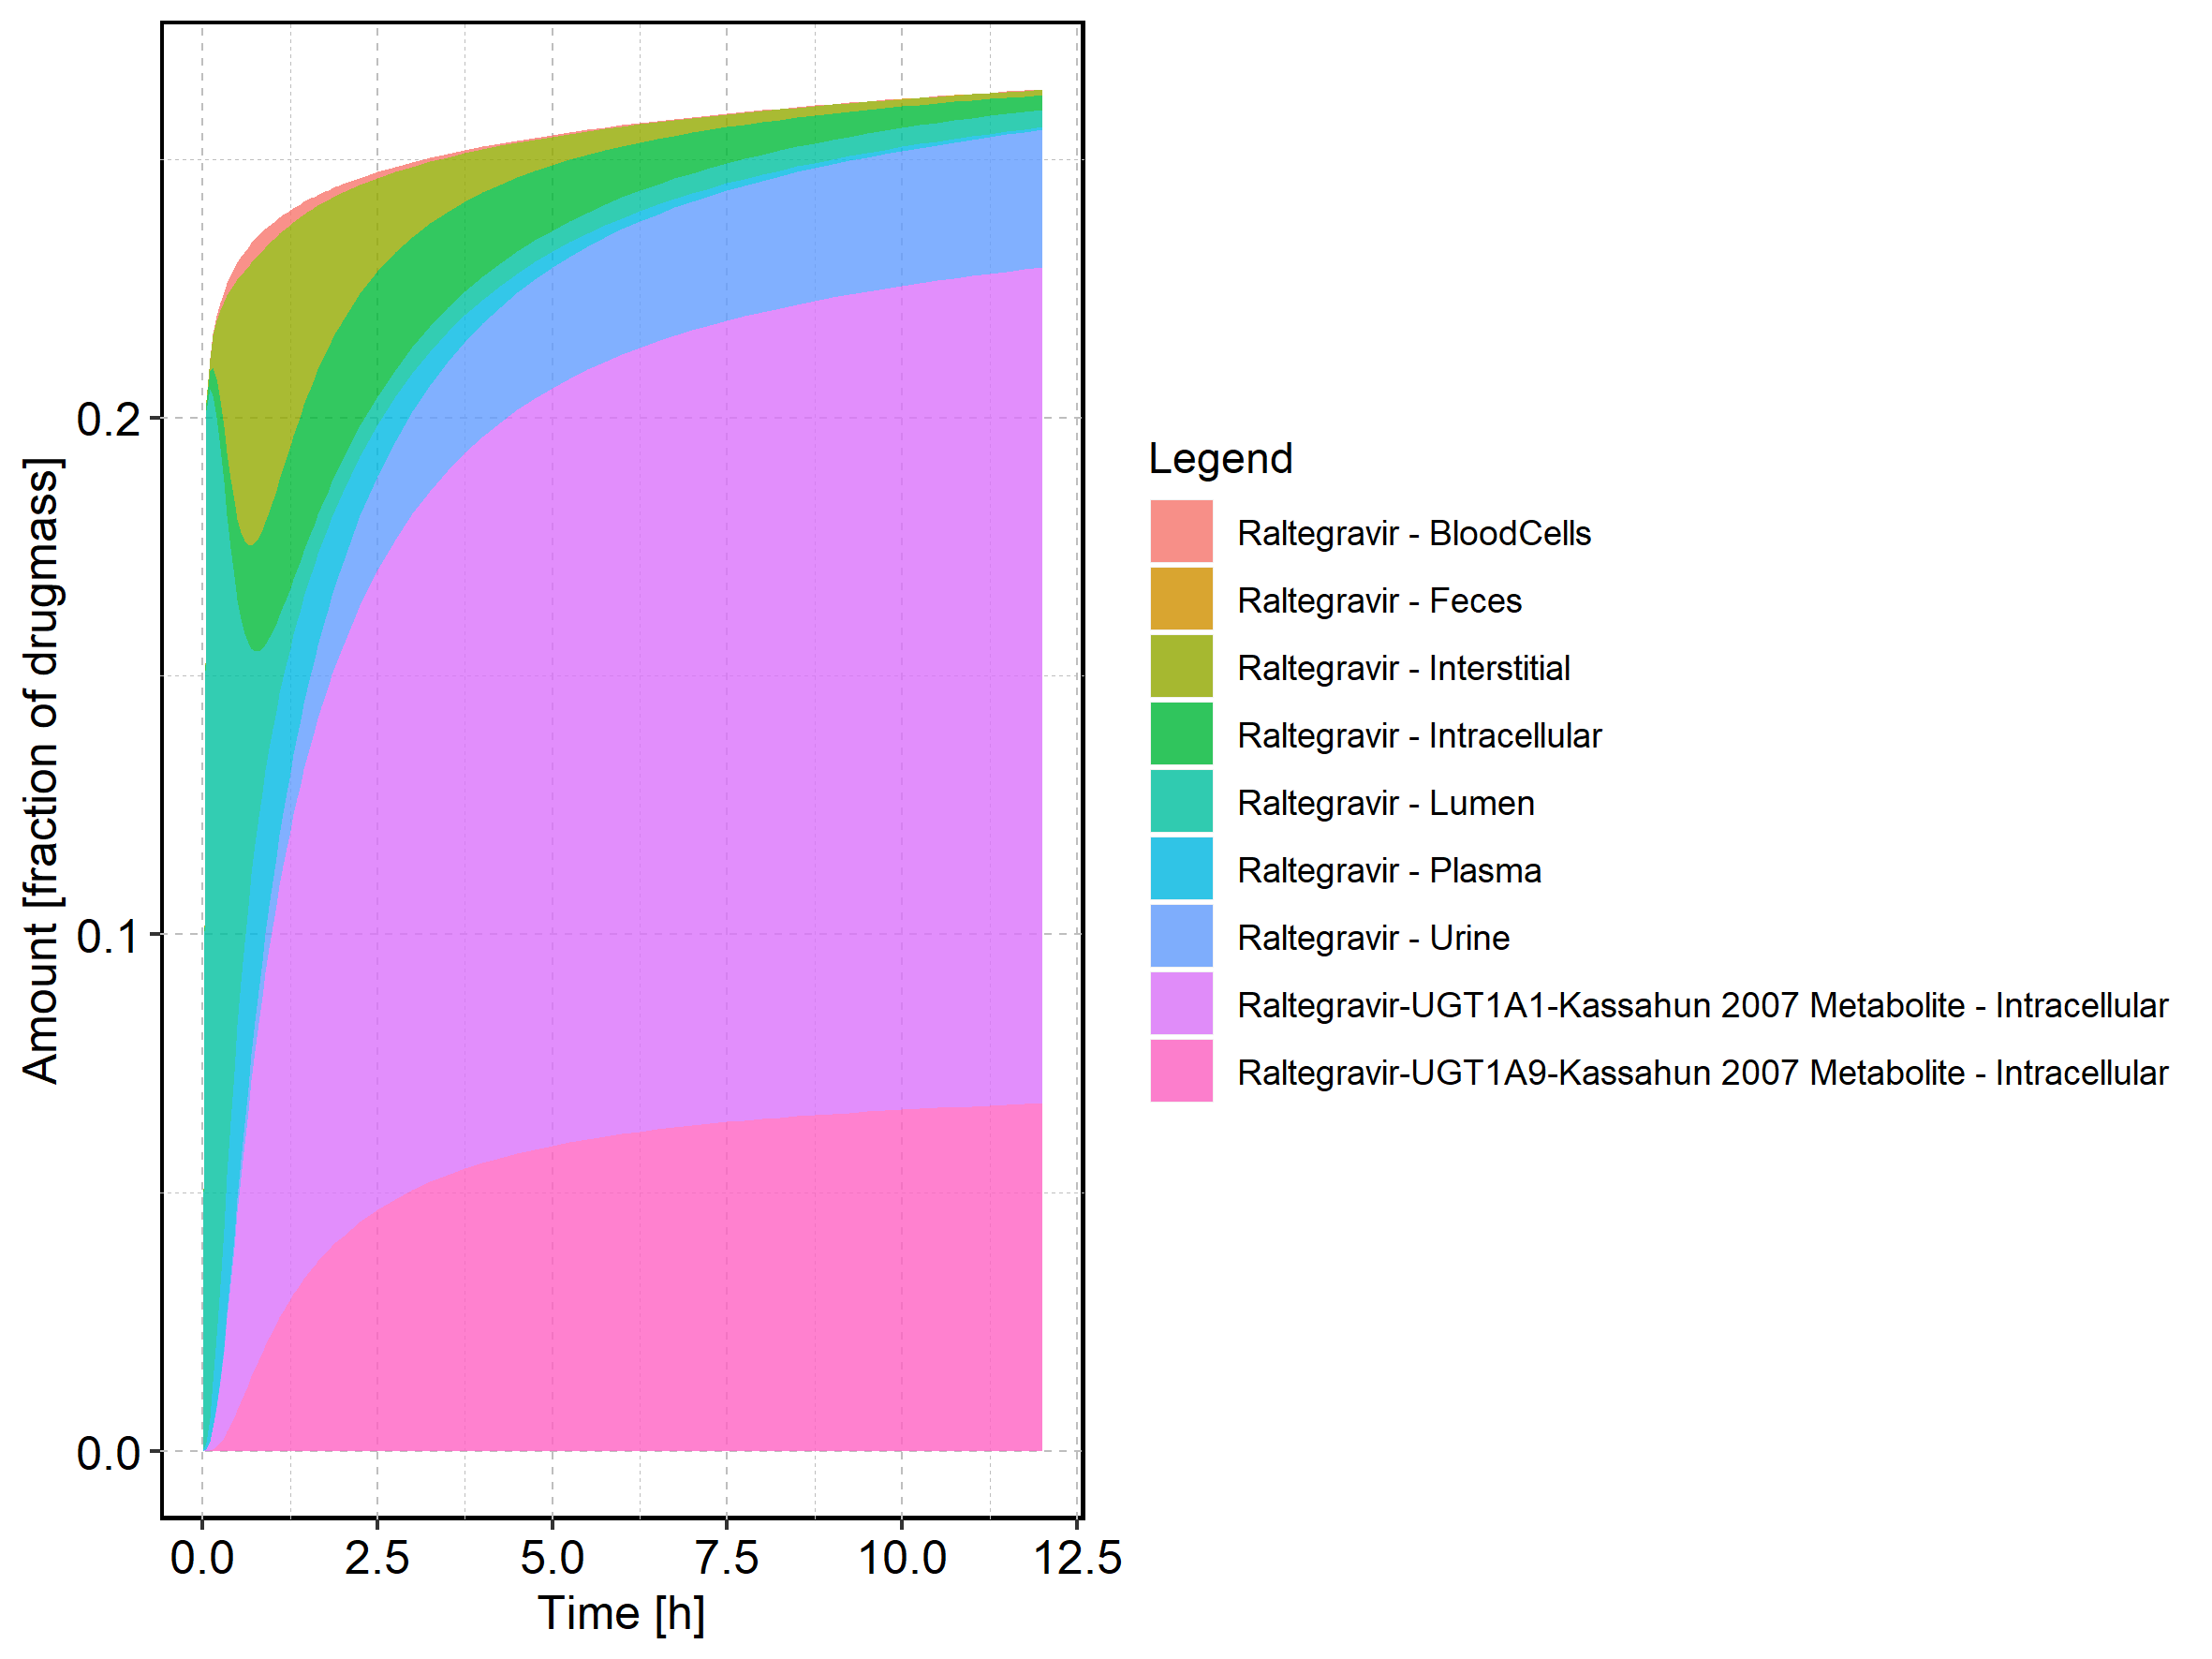 Amount [fraction of drugmass]
0.2
0.1
0.0
0.0 2.5 5.0 7.5 10.0 12.5
Time [h]
Legend
Raltegravir - BloodCells
Raltegravir - Feces
Raltegravir - Interstitial
Raltegravir - Intracellular
Raltegravir - Lumen
Raltegravir - Plasma
Raltegravir - Urine
Raltegravir-UGT1A1-Kassahun 2007 Metabolite - Intracellular
Raltegravir-UGT1A9-Kassahun 2007 Metabolite - Intracellular